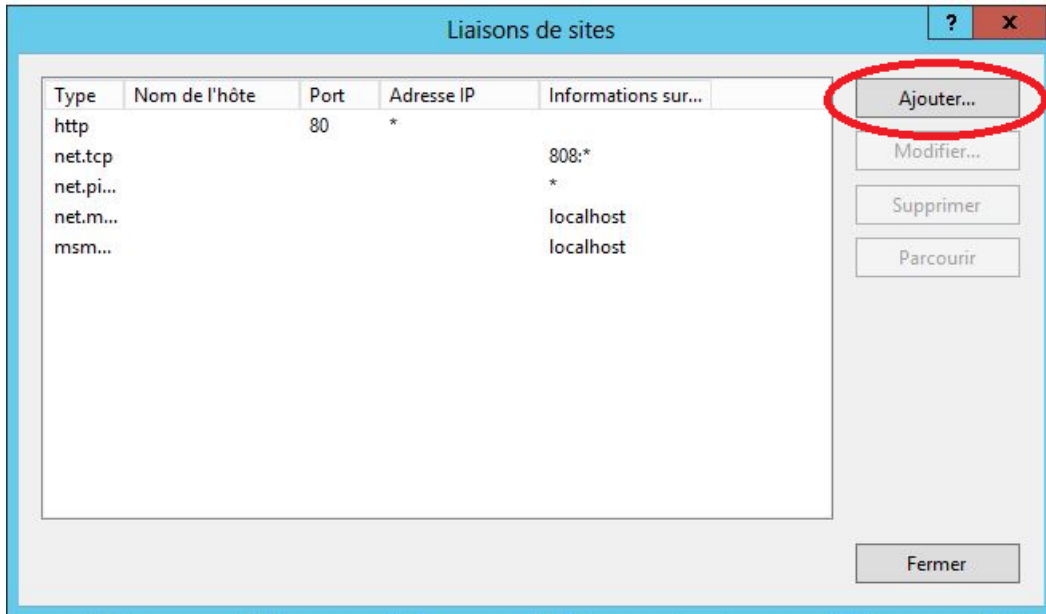 Liaisons de sites ? x
Type Nom de l'hôte Port Adresse IP Informations sur... Ajouter...
http 80 *
net.tcp 808:* Modifier...
net.pi... *
net.m... localhost Supprimer
msm... localhost Parcourir
Fermer